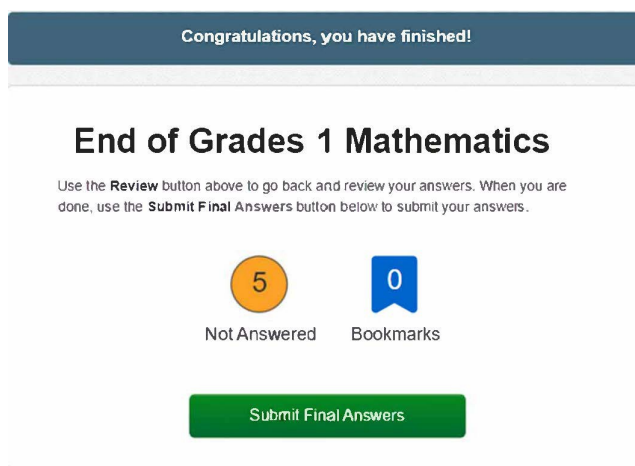 Congratulations, you have finished!
End of Grades 1 Mathematics
Use the Review button above to go back and review your answers. When you are
done, use the Submit Final Answers button below to submit your answers.
5
0
Not Answered
Bookmarks
Submit Final Answers